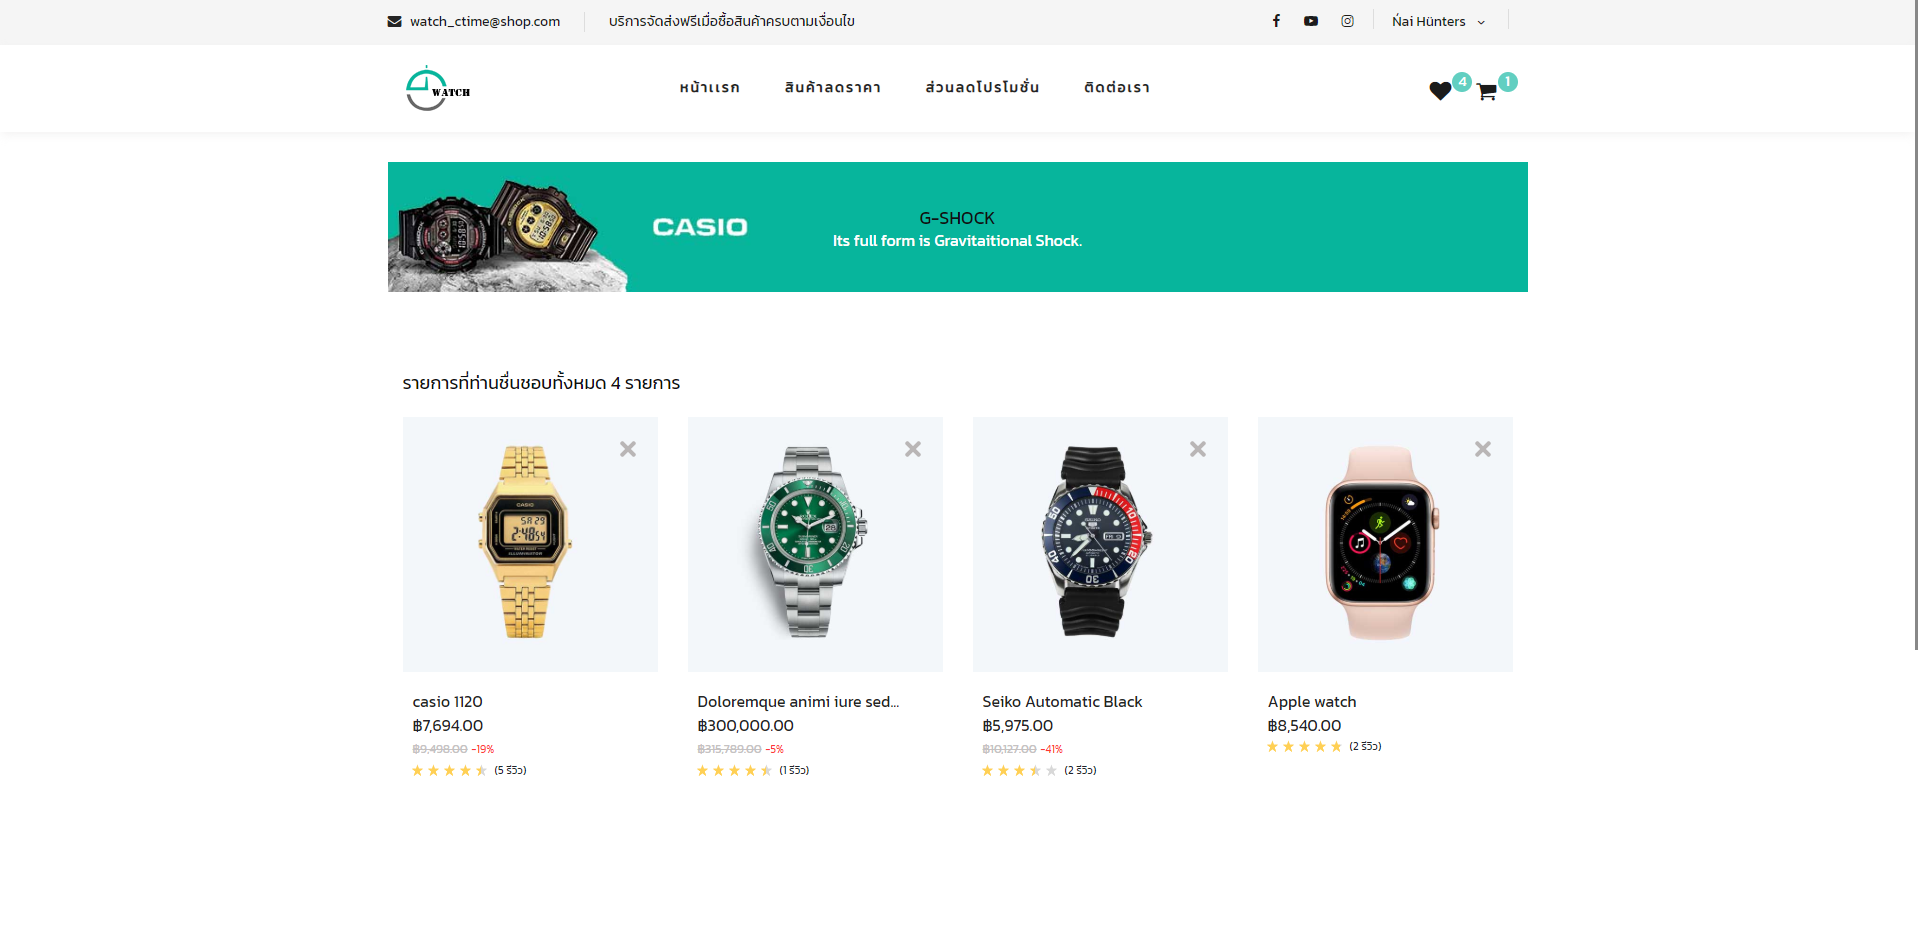 watch_ctime@shop.com
บริการจัดส่งฟรีเมื่อซื้อสินค้าครบตามเงื่อนไข
Ńai Hünters
WATCH
หน้าแรก
สินค้าลดราคา
ส่วนลดโปรโมชั่น
ติดต่อเรา
4
1
CASIO
G-SHOCK
Its full form is Gravitaitional Shock.
รายการที่ท่านชื่นชอบทั้งหมด 4 รายการ
casio 1120
฿7,694.00
฿9,498.00 -19%
(5 รีวิว)
Doloremque animi iure sed...
฿300,000.00
฿315,789.00 -5%
(1 รีวิว)
Seiko Automatic Black
฿5,975.00
฿10,127.00 -41%
(2 รีวิว)
Apple watch
฿8,540.00
(2 รีวิว)